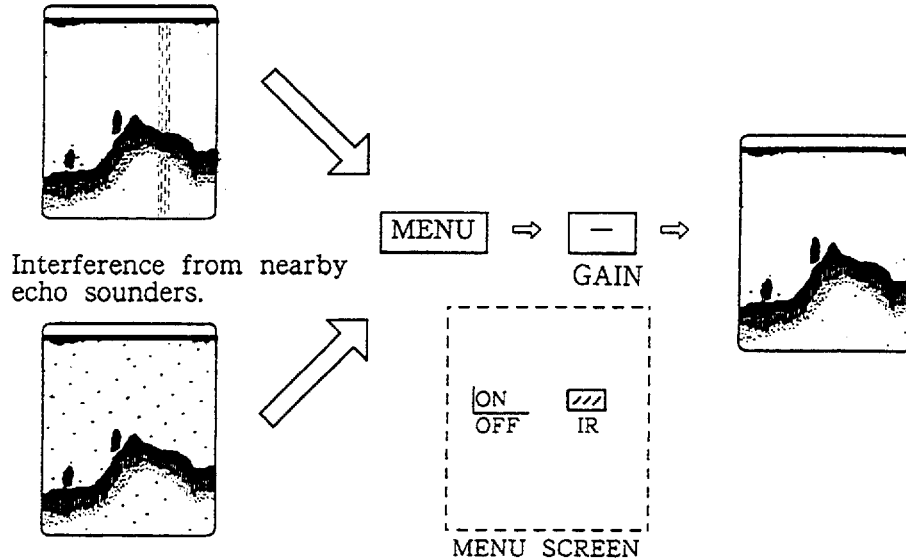 MENU
−
GAIN
Interference from nearby
echo sounders.
ON
OFF
IR
MENU SCREEN